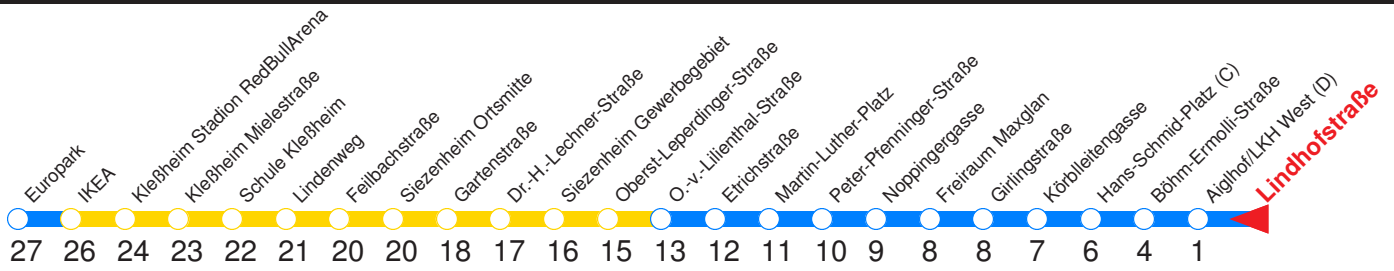 Europark
IKEA
Kleßheim Stadion RedBullArena
Kleßheim Mielestraße
Schule Kleßheim
Lindenweg
Feilbachstraße
Siezenheim Ortsmitte
Gartenstraße
Dr.-H.-Lechner-Straße
Siezenheim Gewerbegebiet
Oberst-Leperdinger-Straße
O.-v.-Lilienthal-Straße
Etrichstraße
Martin-Luther-Platz
Peter-Pfenninger-Straße
Noppingergasse
Freiraum Maxglan
Girlingstraße
Körblleitengasse
Hans-Schmid-Platz (C)
Böhm-Ermolli-Straße
Aiglhof/LKH West (D)
Lindhofstraße
27 26 24 23 22 21 20 20 18 17 16 15 13 12 11 10 9 8 8 7 6 4 1